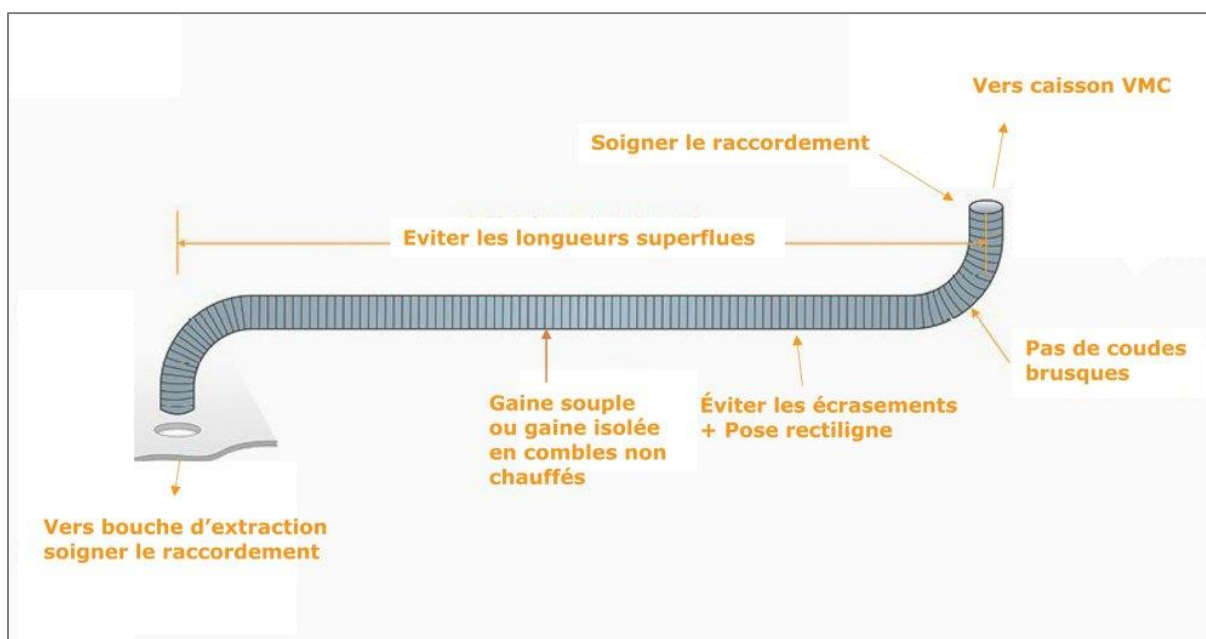 Vers caisson VMC
Soigner le raccordement
Eviter les longueurs superflues
Pas de coudes
brusques
Gaine souple
ou gaine isolée
en combles non
chauffés
Éviter les écrasements
+ Pose rectiligne
Vers bouche d’extraction
soigner le raccordement